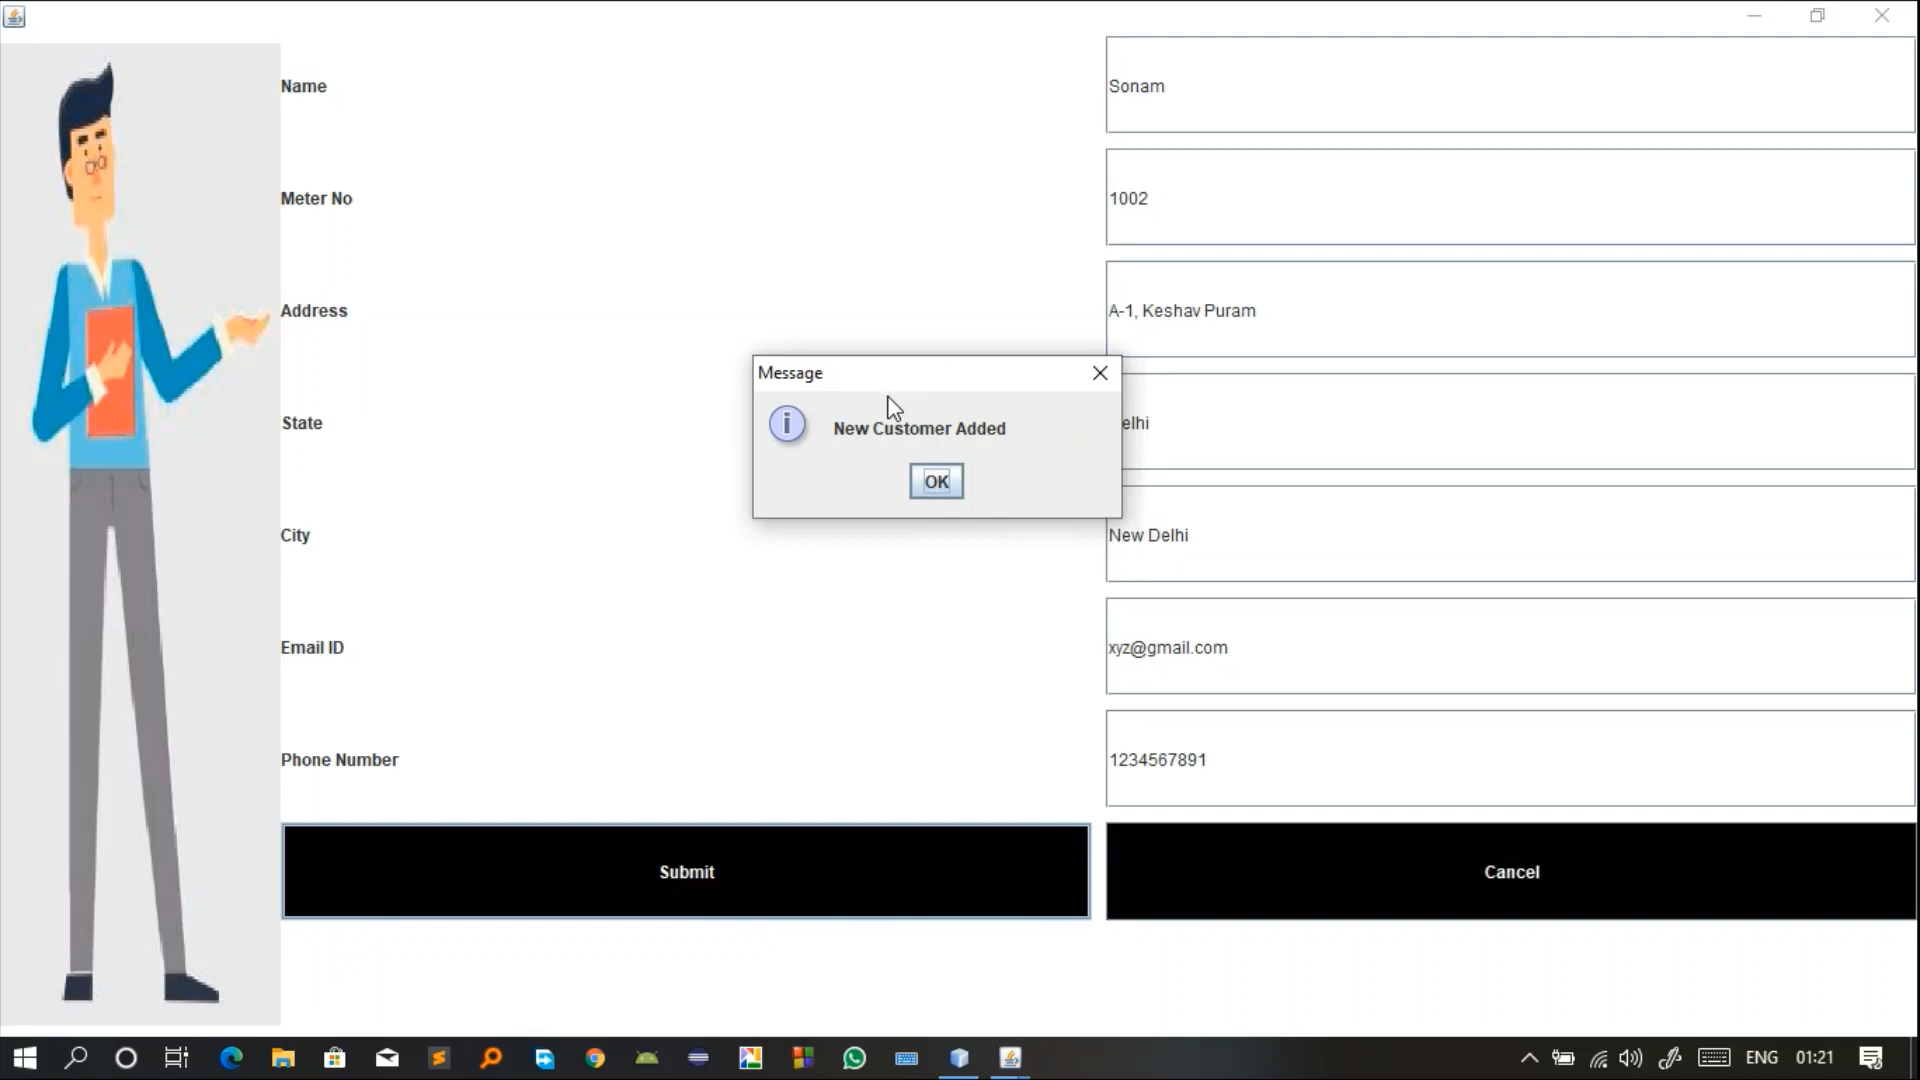 Name
Sonam
Meter No
1002
Address
A-1, Keshav Puram
Message
New Customer Added
OK
State
elhi
City
New Delhi
Email ID
xyz@gmail.com
Phone Number
1234567891
Submit
Cancel
ENG
01:21